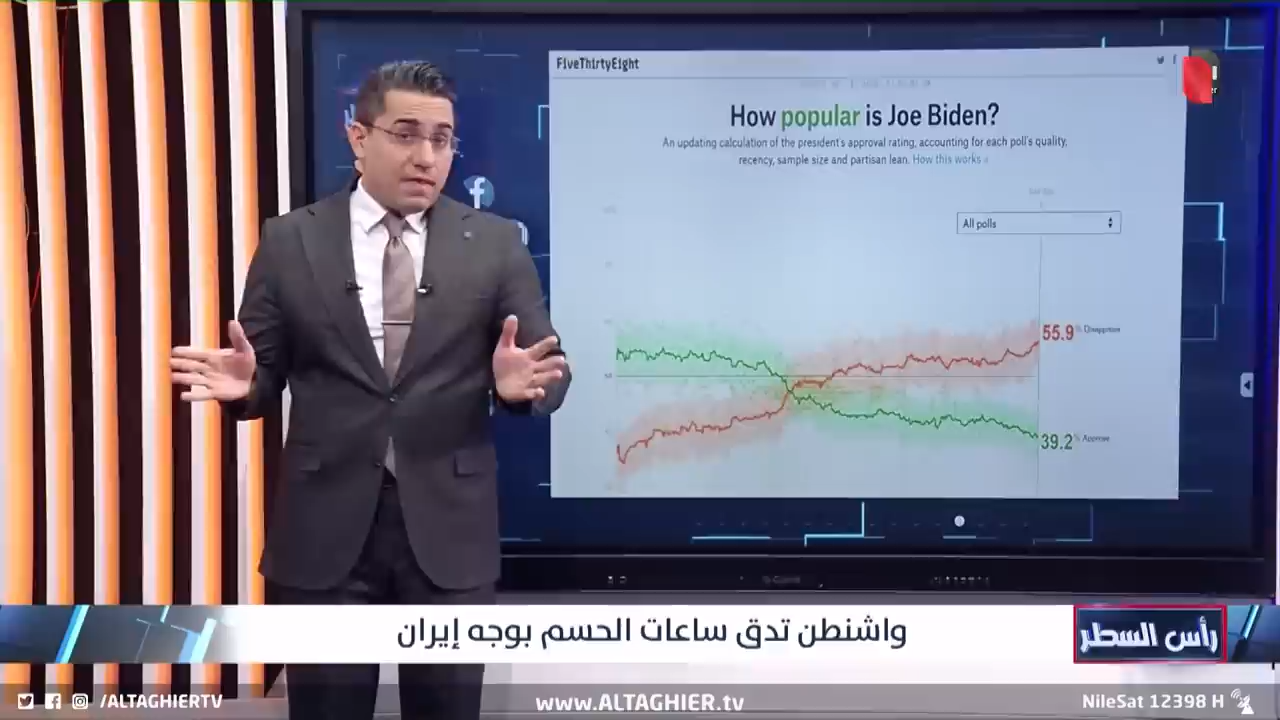 FiveThirtyEight
How popular is Joe Biden?
An updating calculation of the president's approval rating, accounting for each poll's quality,
recency, sample size and partisan lean. How this works
All polls
55.9% Disapprove
39.2% Approve
واشنطن تدق ساعات الحسم بوجه إيران
رأس السطر
/ALTAGHIERTV
www.ALTAGHIER.tv
NileSat 12398 H